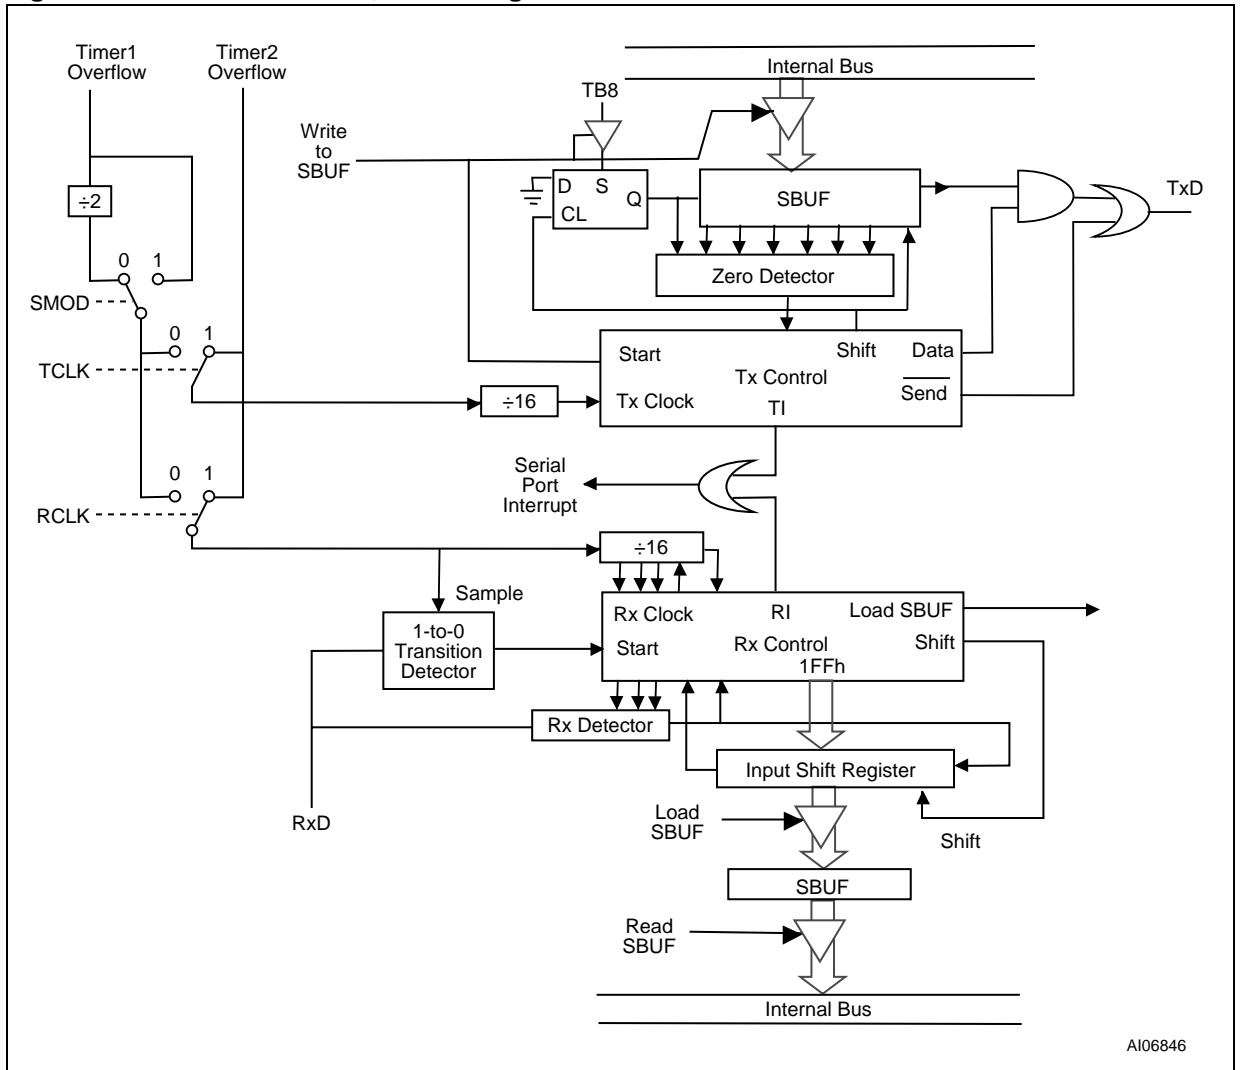 Timer1
Overflow
Timer2
Overflow
Internal Bus
TB8
Write
to
SBUF
÷2
D S
Q
CL
SBUF
TxD
0 1
Zero Detector
SMOD
0 1
Start
Shift
Data
TCLK
Tx Control
Send
÷16
Tx Clock
TI
Serial
Port
Interrupt
0 1
RCLK
÷16
Sample
Rx Clock
RI
Load SBUF
1-to-0
Transition
Detector
Start
Rx Control
Shift
1FFh
Rx Detector
Input Shift Register
RxD
Load
SBUF
Shift
SBUF
Read
SBUF
Internal Bus
AI06846